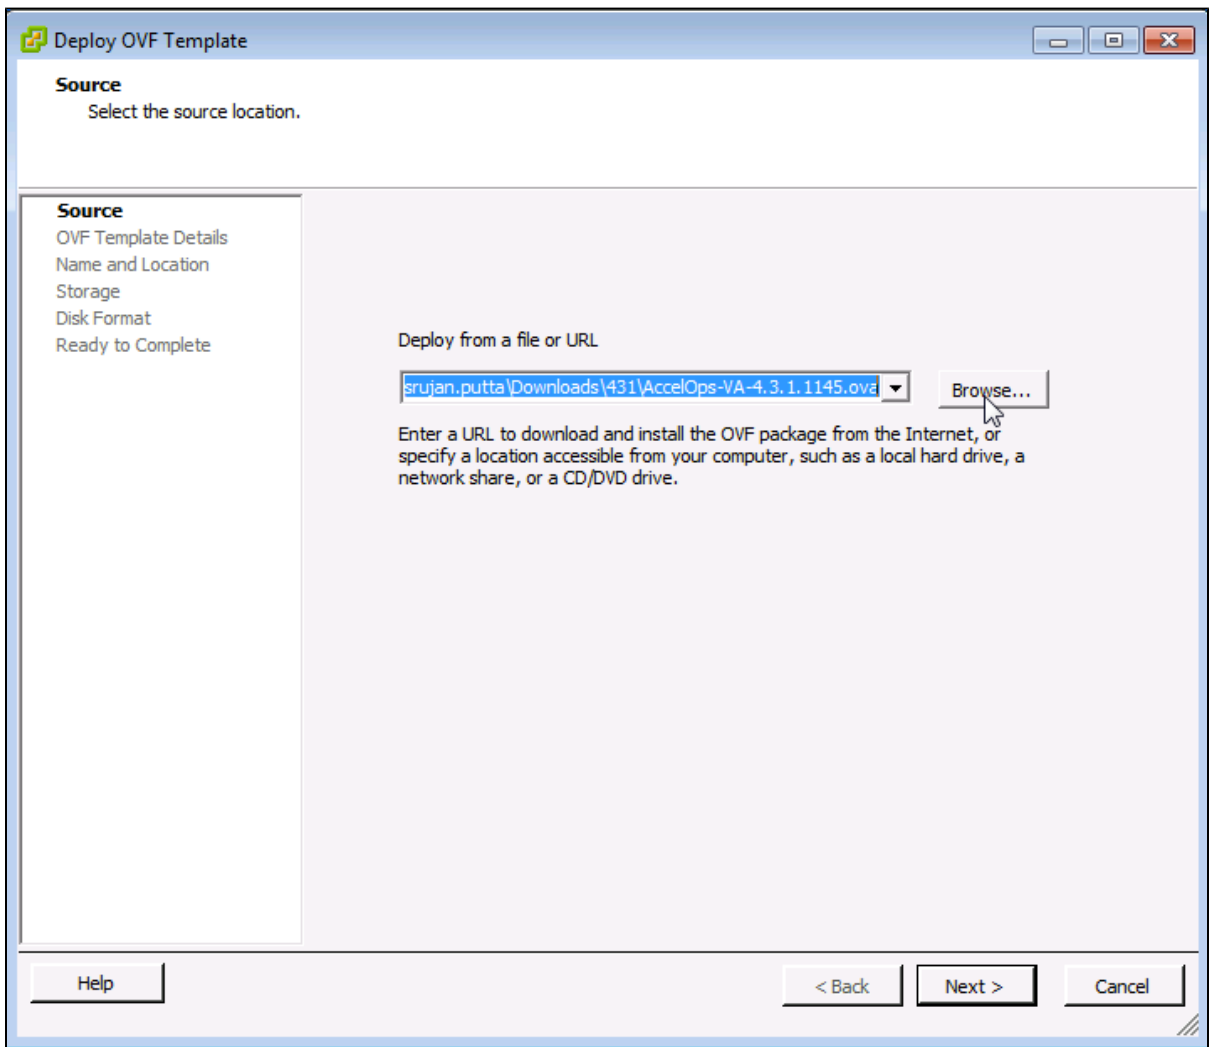 Deploy OVF Template
Source
Select the source location.
Source
OVF Template Details
Name and Location
Storage
Disk Format
Ready to Complete
Deploy from a file or URL
srujan.putta\Downloads\431\AccelOps-VA-4.3.1.1145.ova
Browse...
Enter a URL to download and install the OVF package from the Internet, or
specify a location accessible from your computer, such as a local hard drive, a
network share, or a CD/DVD drive.
Help
< Back
Next >
Cancel